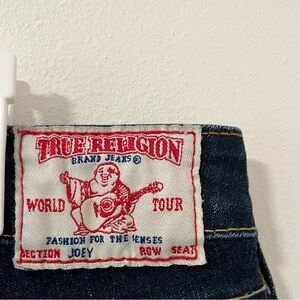 TRUE RELIGION
BRAND JEANS®
WORLD TOUR
FASHION FOR THE SENSES
SECTION JOEY ROW SEAT